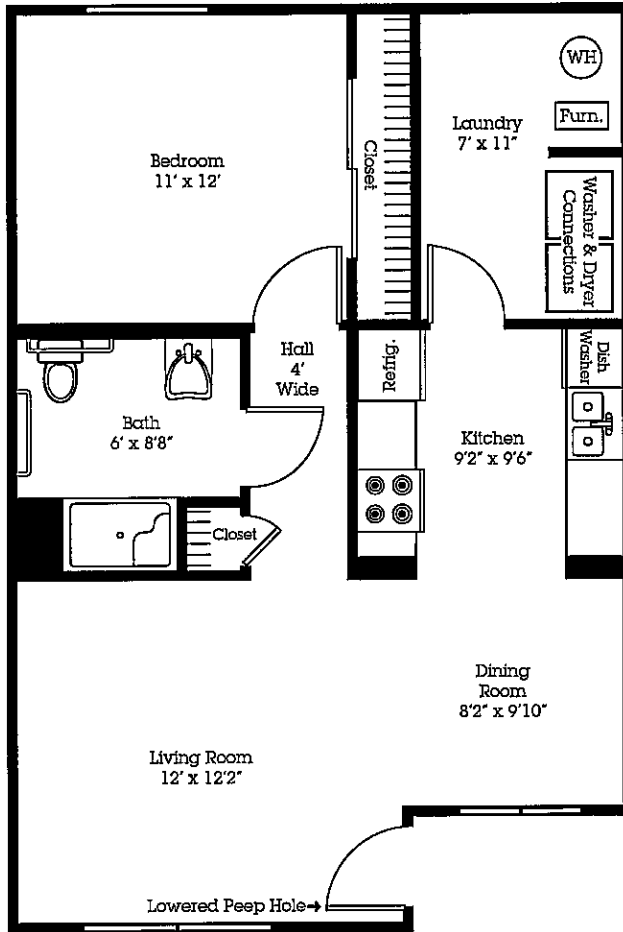 WH
Furn.
Laundry
7' x 11"
Bedroom
11' x 12'
Closet
Washer & Dryer
Connections
Hall
4'
Wide
Refrig.
Dish
Washer
Bath
6' x 8'8"
Kitchen
9'2" x 9'6"
Closet
Dining
Room
8'2" x 9'10"
Living Room
12' x 12'2"
Lowered Peep Hole→